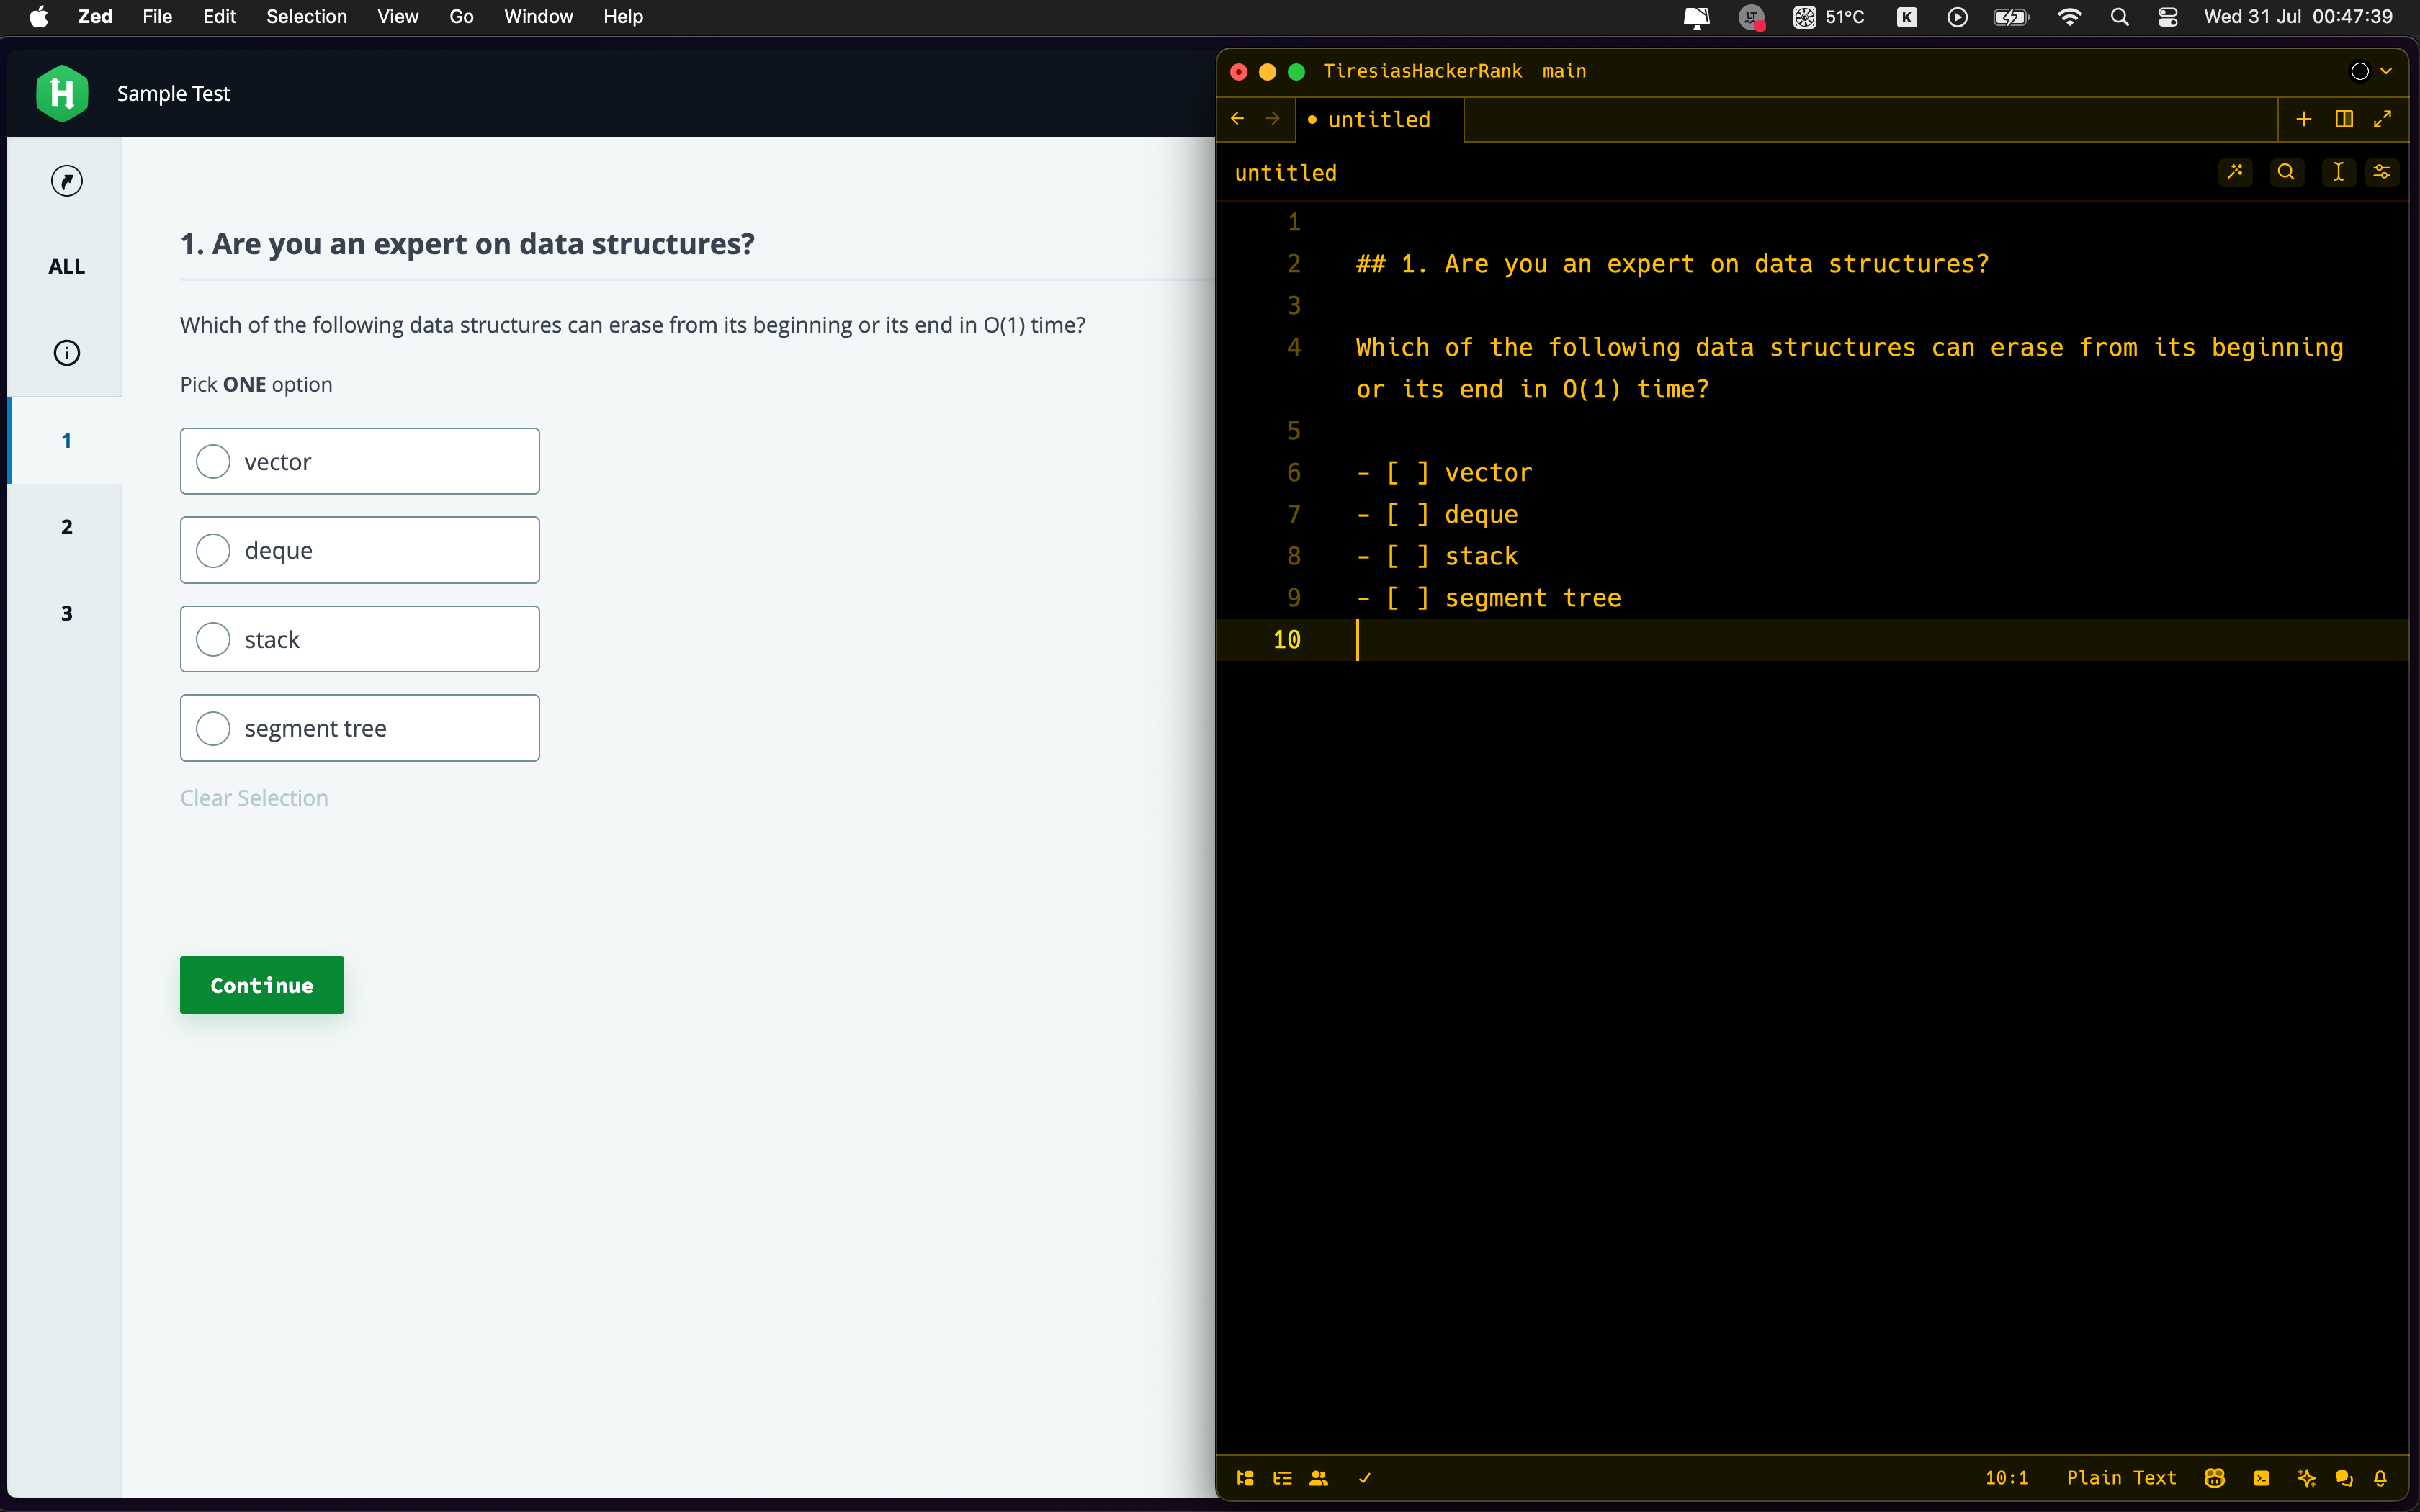 Zed File Edit Selection View Go Window Help
51°C K Wed 31 Jul 00:47:39
H Sample Test
ALL
1
2
3
1. Are you an expert on data structures?
Which of the following data structures can erase from its beginning or its end in O(1) time?
Pick ONE option
vector
deque
stack
segment tree
Clear Selection
Continue
TiresiasHackerRank main
untitled
untitled
1
2 ## 1. Are you an expert on data structures?
3
4 Which of the following data structures can erase from its beginning
or its end in O(1) time?
5
6 - [ ] vector
7 - [ ] deque
8 - [ ] stack
9 - [ ] segment tree
10
10:1 Plain Text